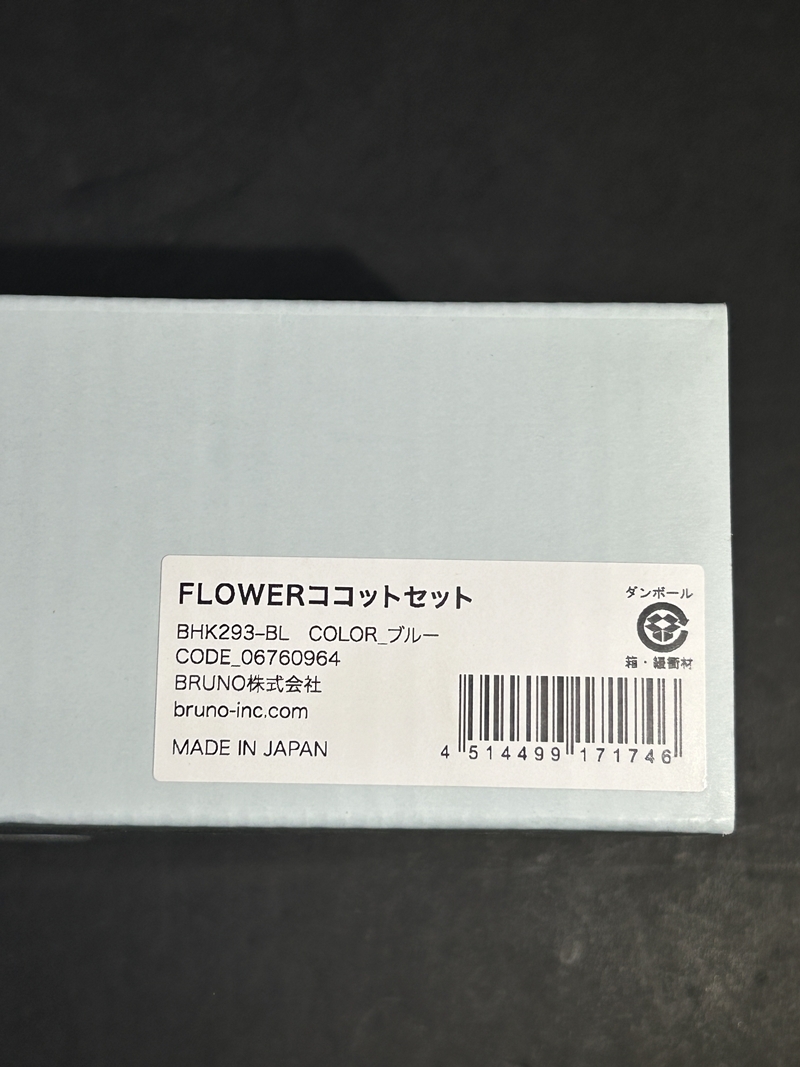 FLOWERココットセット
BHK293-BL COLOR_ブルー
CODE_06760964
BRUNO株式会社
bruno-inc.com
MADE IN JAPAN
ダンボール
箱・緩衝材
4 514499 171746